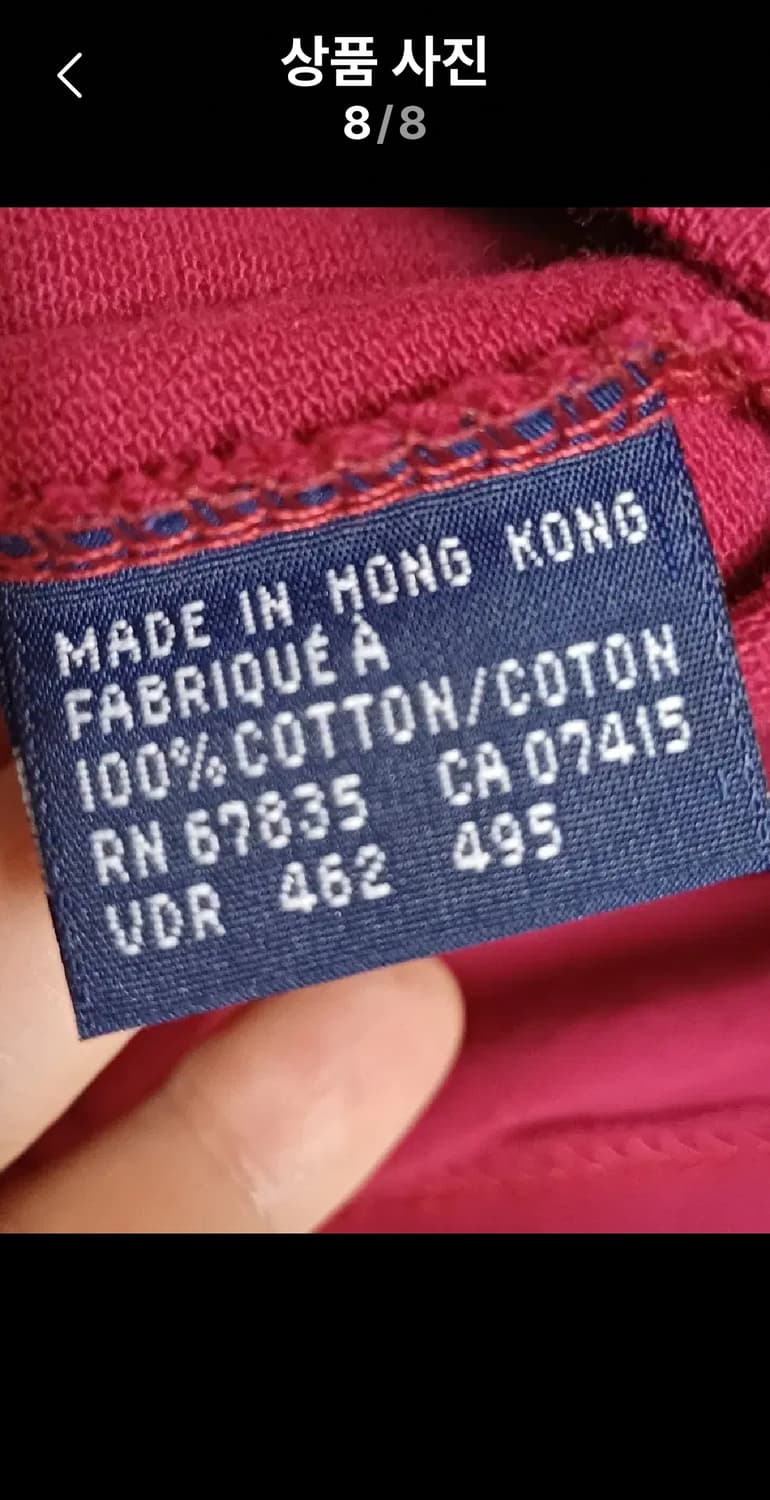 상품 사진
8/8
MADE IN HONG KONG
FABRIQUÉ À
100% COTTON/COTON
RN 67835 CA 07415
VDR 462 495